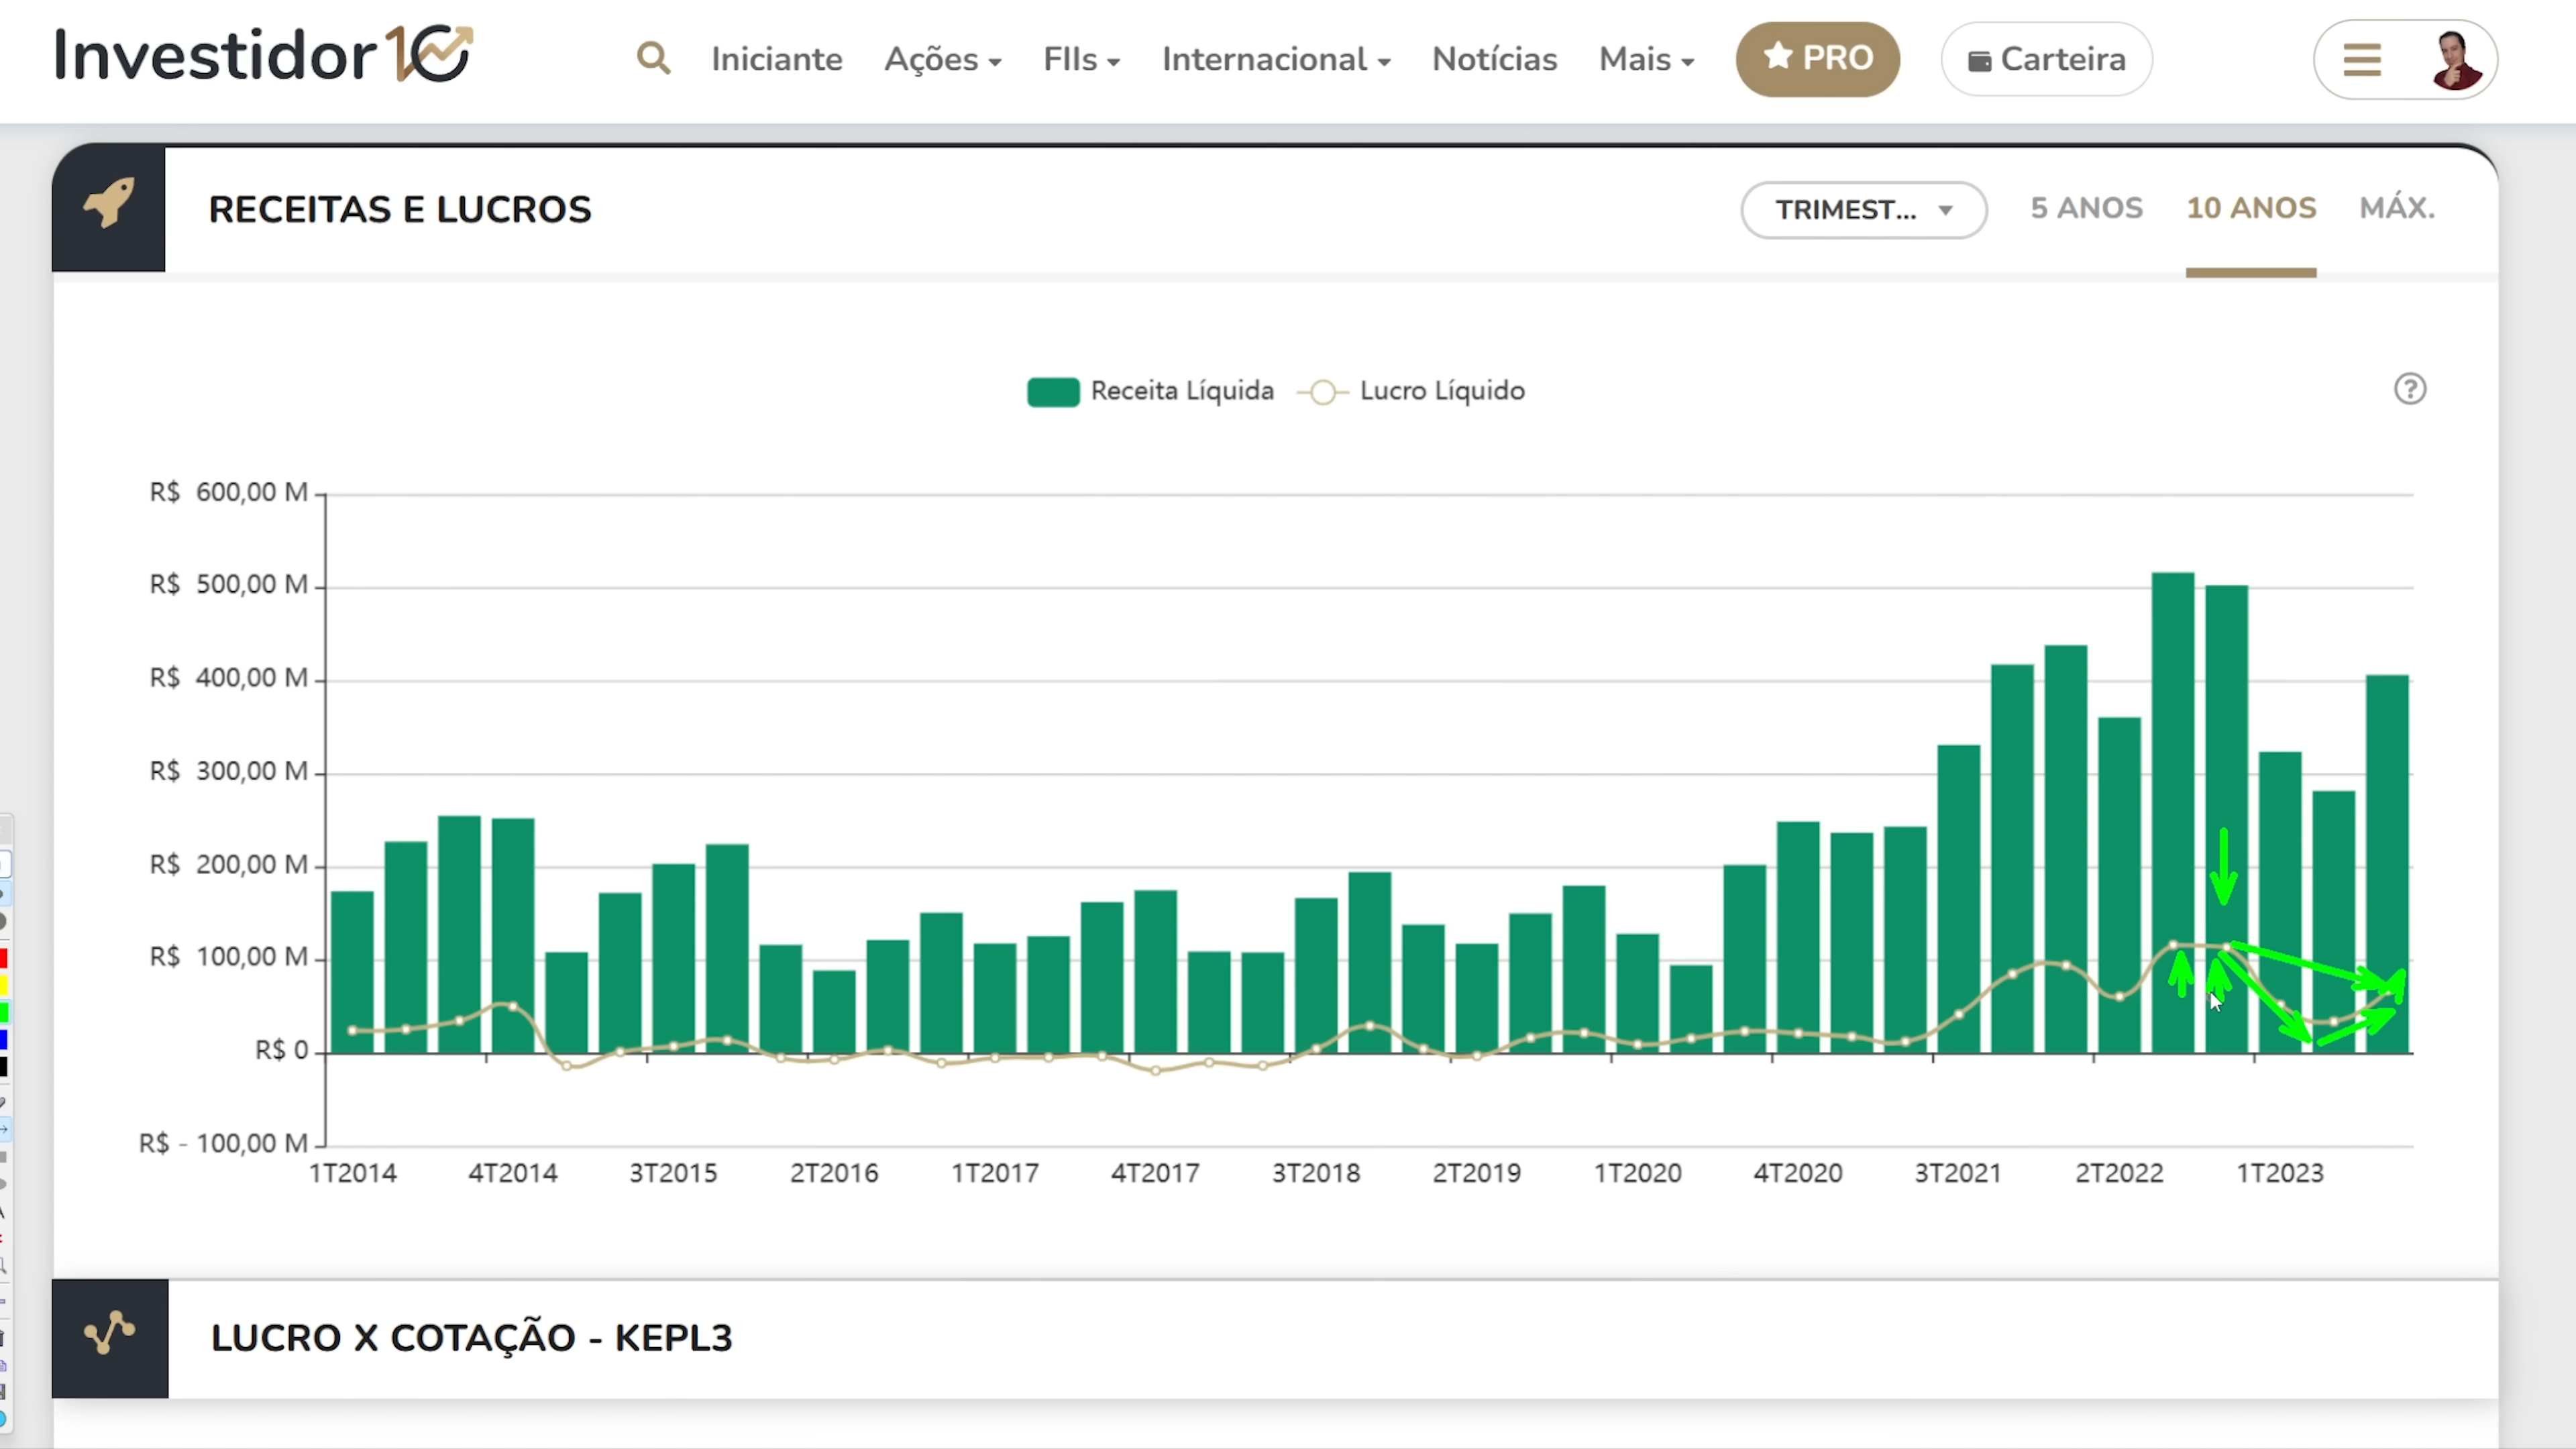 Investidor 10
Iniciante Ações FIIs Internacional Notícias Mais PRO Carteira
RECEITAS E LUCROS
TRIMEST... 5 ANOS 10 ANOS MÁX.
Receita Líquida Lucro Líquido ?
R$ 600,00 M
R$ 500,00 M
R$ 400,00 M
R$ 300,00 M
R$ 200,00 M
R$ 100,00 M
R$ 0
R$ - 100,00 M
1T2014 4T2014 3T2015 2T2016 1T2017 4T2017 3T2018 2T2019 1T2020 4T2020 3T2021 2T2022 1T2023
LUCRO X COTAÇÃO - KEPL3